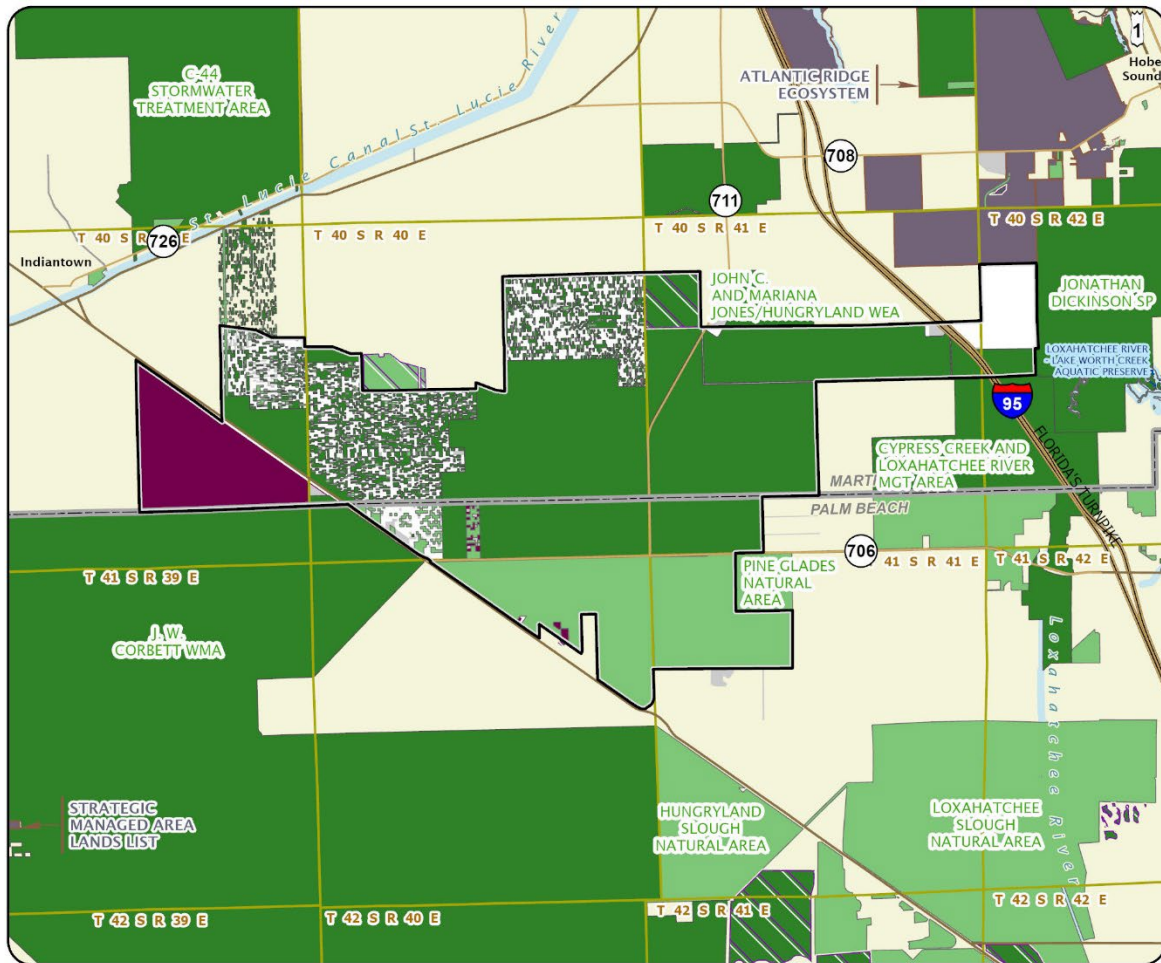 C-44
STORMWATER
TREATMENT AREA
St. Lucie Canal
St. Lucie River
ATLANTIC RIDGE
ECOSYSTEM
1
Hobe
Sound
708
711
T 40 S R
E
726
T 40 S R 40 E
T 40 S R 41 E
T 40 S R 42 E
Indiantown
JOHN C.
AND MARIANA
JONES/HUNGRYLAND WEA
JONATHAN
DICKINSON SP
LOXAHATCHEE RIVER
- LAKE WORTH CREEK
AQUATIC PRESERVE
95
FLORIDA'S TURNPIKE
CYPRESS CREEK AND
LOXAHATCHEE RIVER
MGT AREA
MARTI
PALM BEACH
706
T 41 S R 39 E
41 S R 41 E
T 41 S R 42 E
PINE GLADES
NATURAL
AREA
J. W.
CORBETT WMA
Loxahatchee River
STRATEGIC
MANAGED AREA
LANDS LIST
HUNGRYLAND
SLOUGH
NATURAL AREA
LOXAHATCHEE
SLOUGH
NATURAL AREA
T 42 S R 39 E
T 42 S R 40 E
T 42 S R 41 E
T 42 S R 42 E